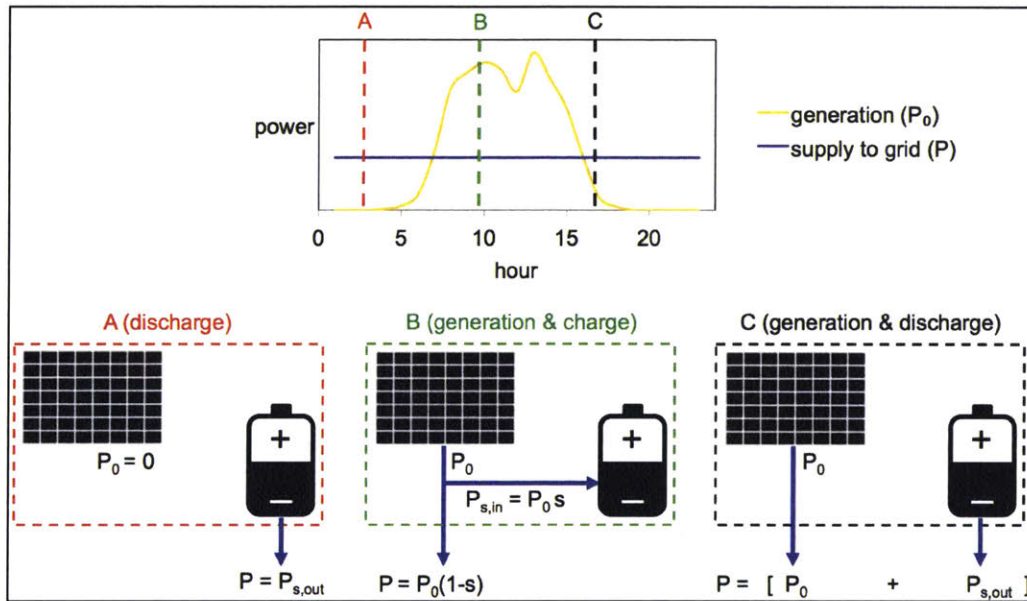 A B C
power
generation (P₀)
supply to grid (P)
0 5 10 15 20
hour
A (discharge)
B (generation & charge)
C (generation & discharge)
+
−
P₀ = 0
P = Pₛ,out
+
−
P₀
Pₛ,in = P₀ s
P = P₀(1-s)
+
−
P₀
P = [ P₀ + Pₛ,out ]